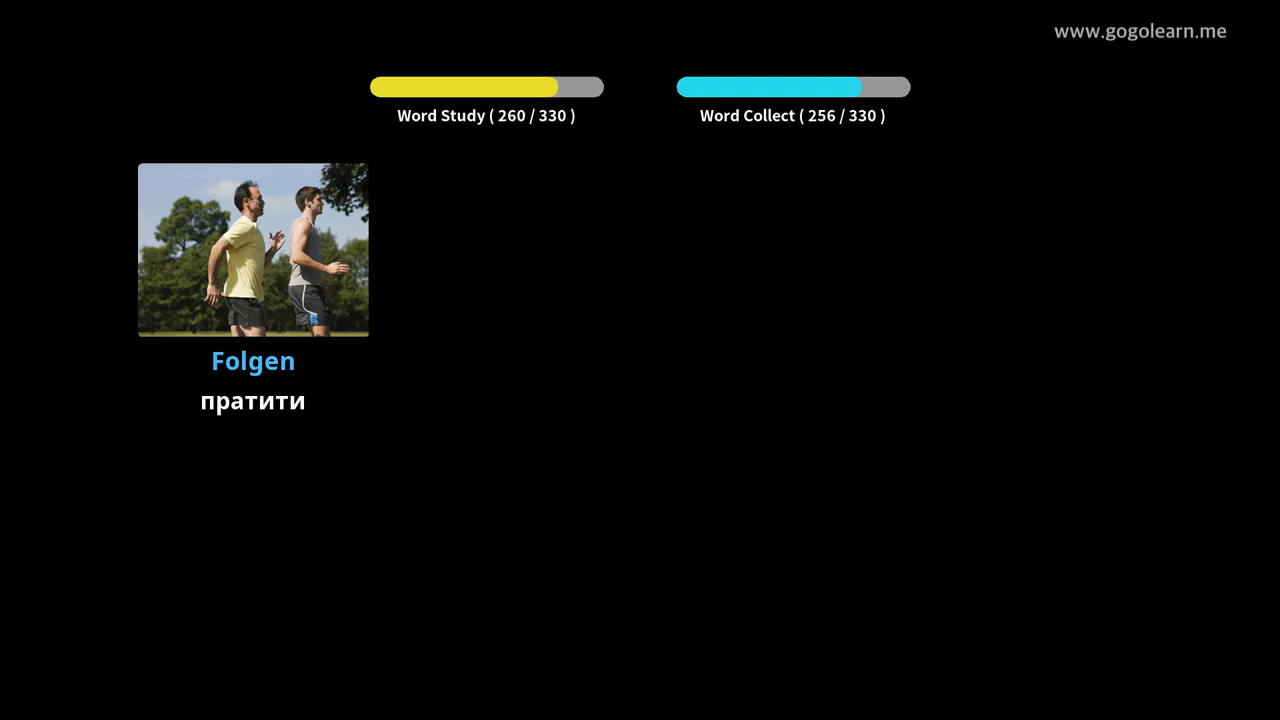 www.gogolearn.me
Word Study ( 260 / 330 )
Word Collect ( 256 / 330 )
Folgen
пратити